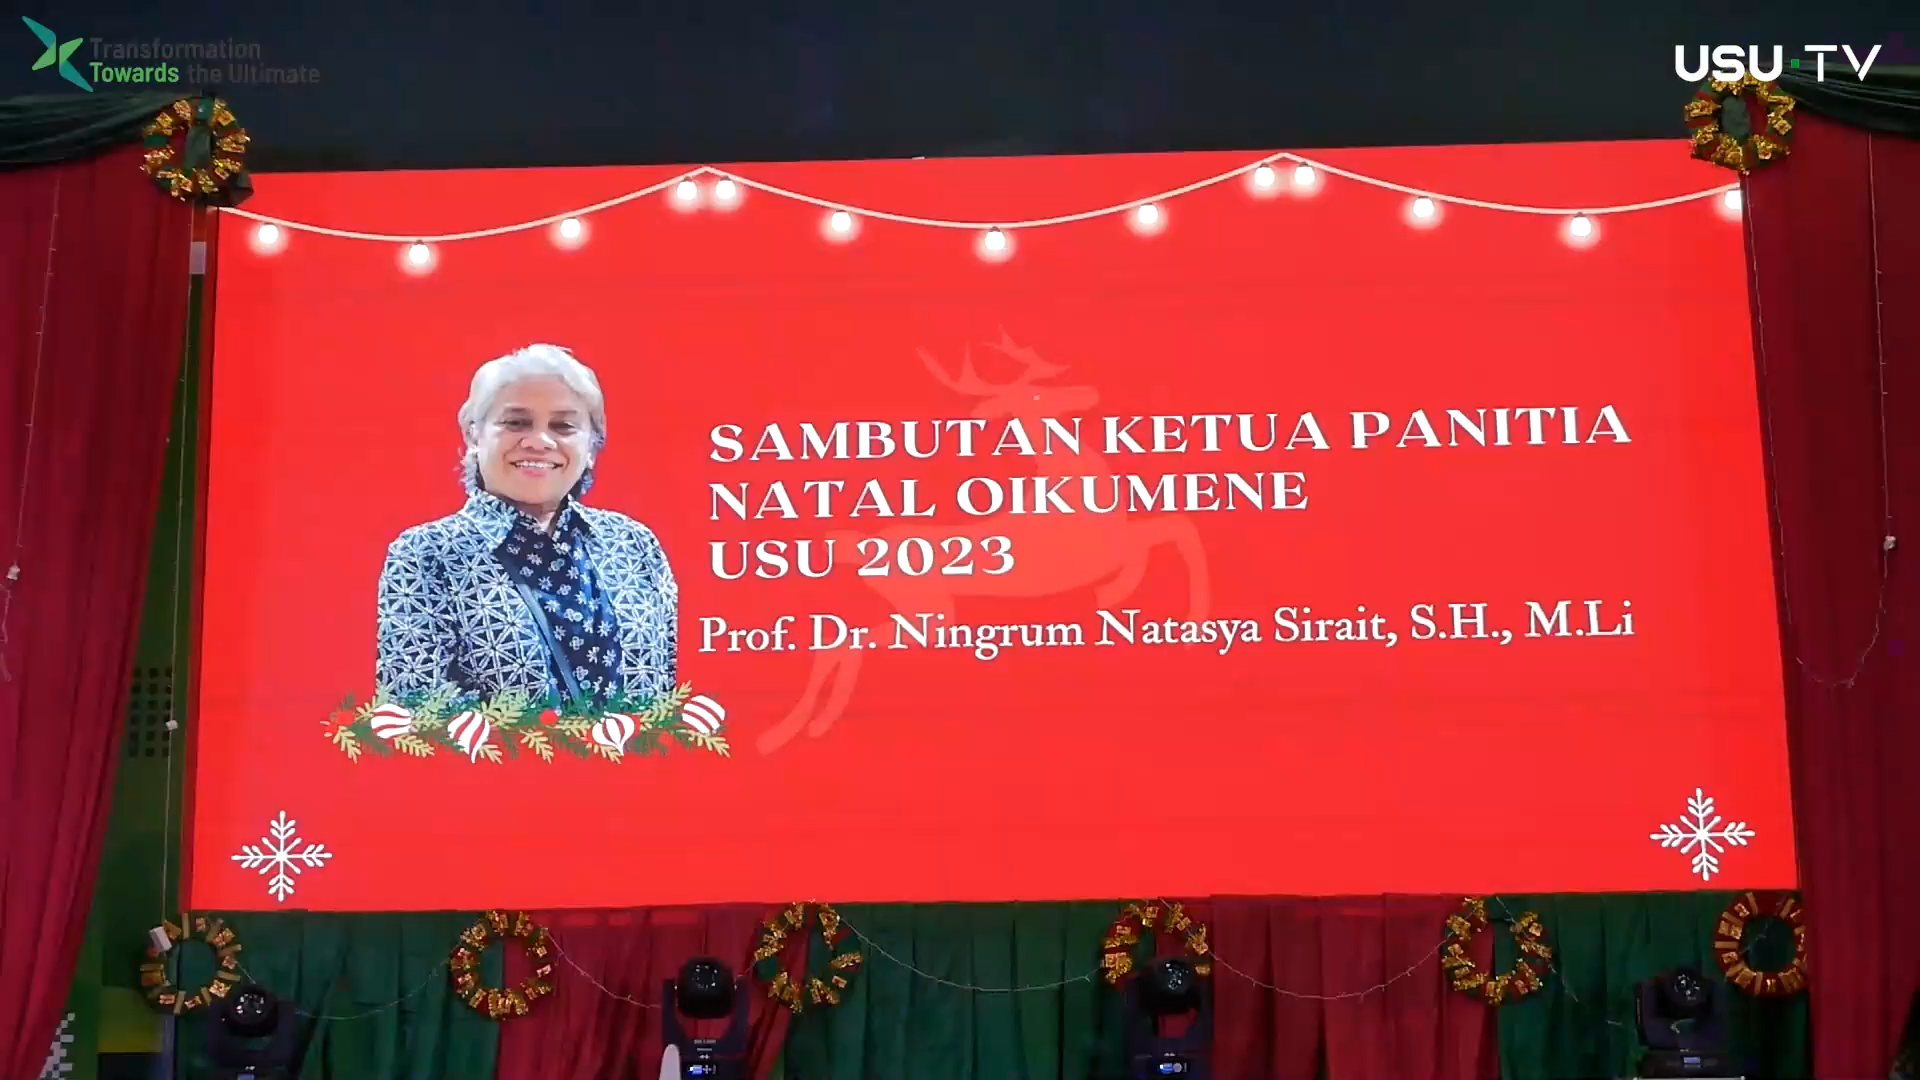 Transformation
Towards the Ultimate
USU TV
SAMBUTAN KETUA PANITIA
NATAL OIKUMENE
USU 2023
Prof. Dr. Ningrum Natasya Sirait, S.H., M.Li